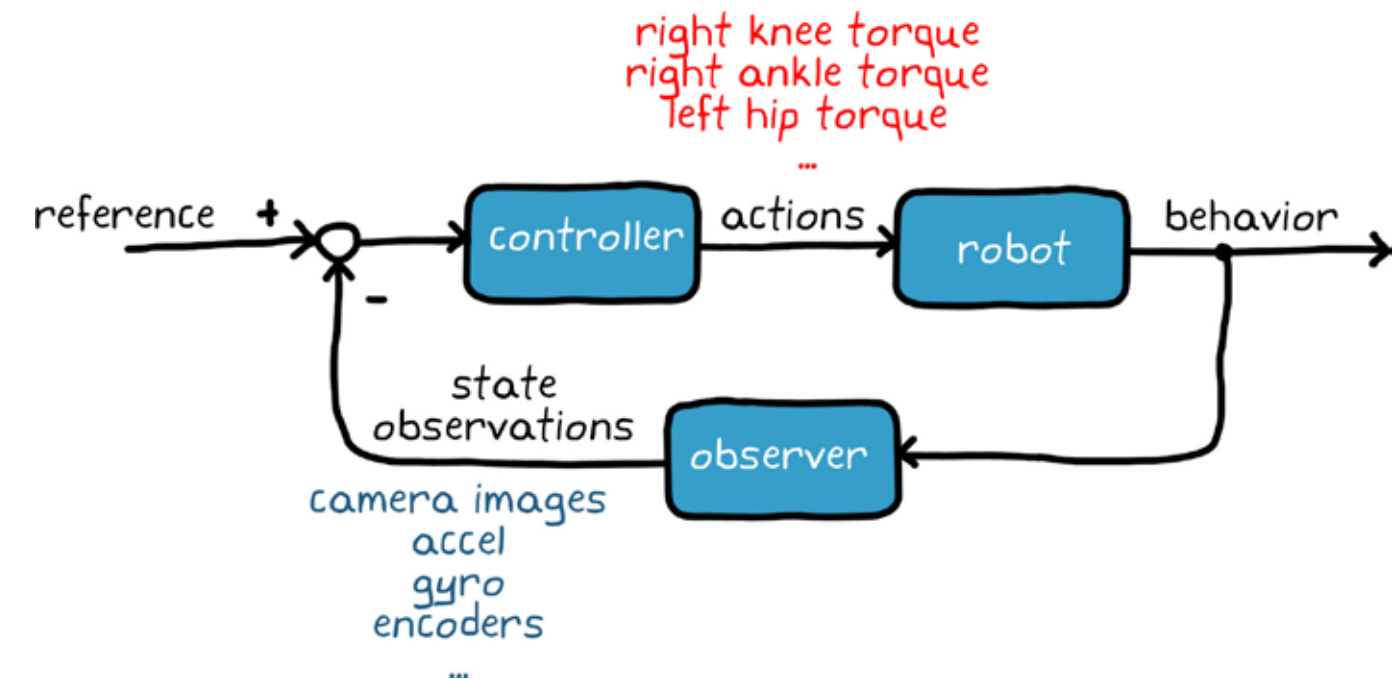 right knee torque
right ankle torque
left hip torque
...
reference
+
controller
actions
robot
behavior
-
state
observations
observer
camera images
accel
gyro
encoders
...